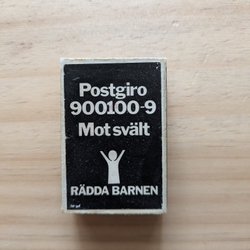 Postgiro
900100-9
Mot svält
RÄDDA BARNEN